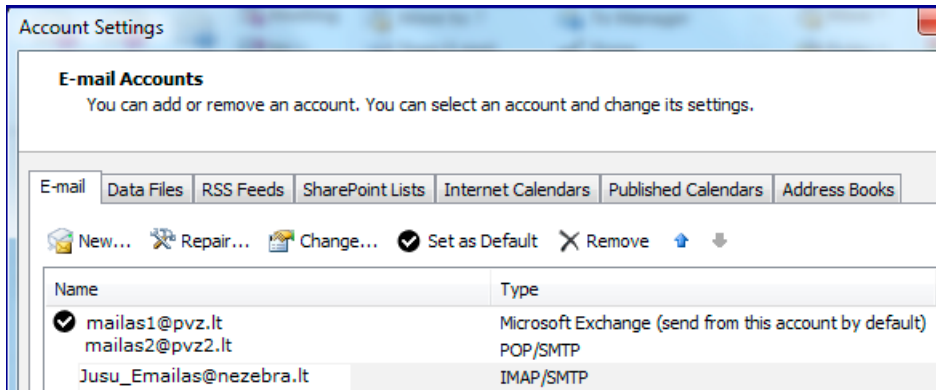 Account Settings
E-mail Accounts
You can add or remove an account. You can select an account and change its settings.
E-mail Data Files RSS Feeds SharePoint Lists Internet Calendars Published Calendars Address Books
New... Repair... Change... Set as Default Remove
Name Type
mailas1@pvz.lt Microsoft Exchange (send from this account by default)
mailas2@pvz2.lt POP/SMTP
Jusu_Emailas@nezebra.lt IMAP/SMTP